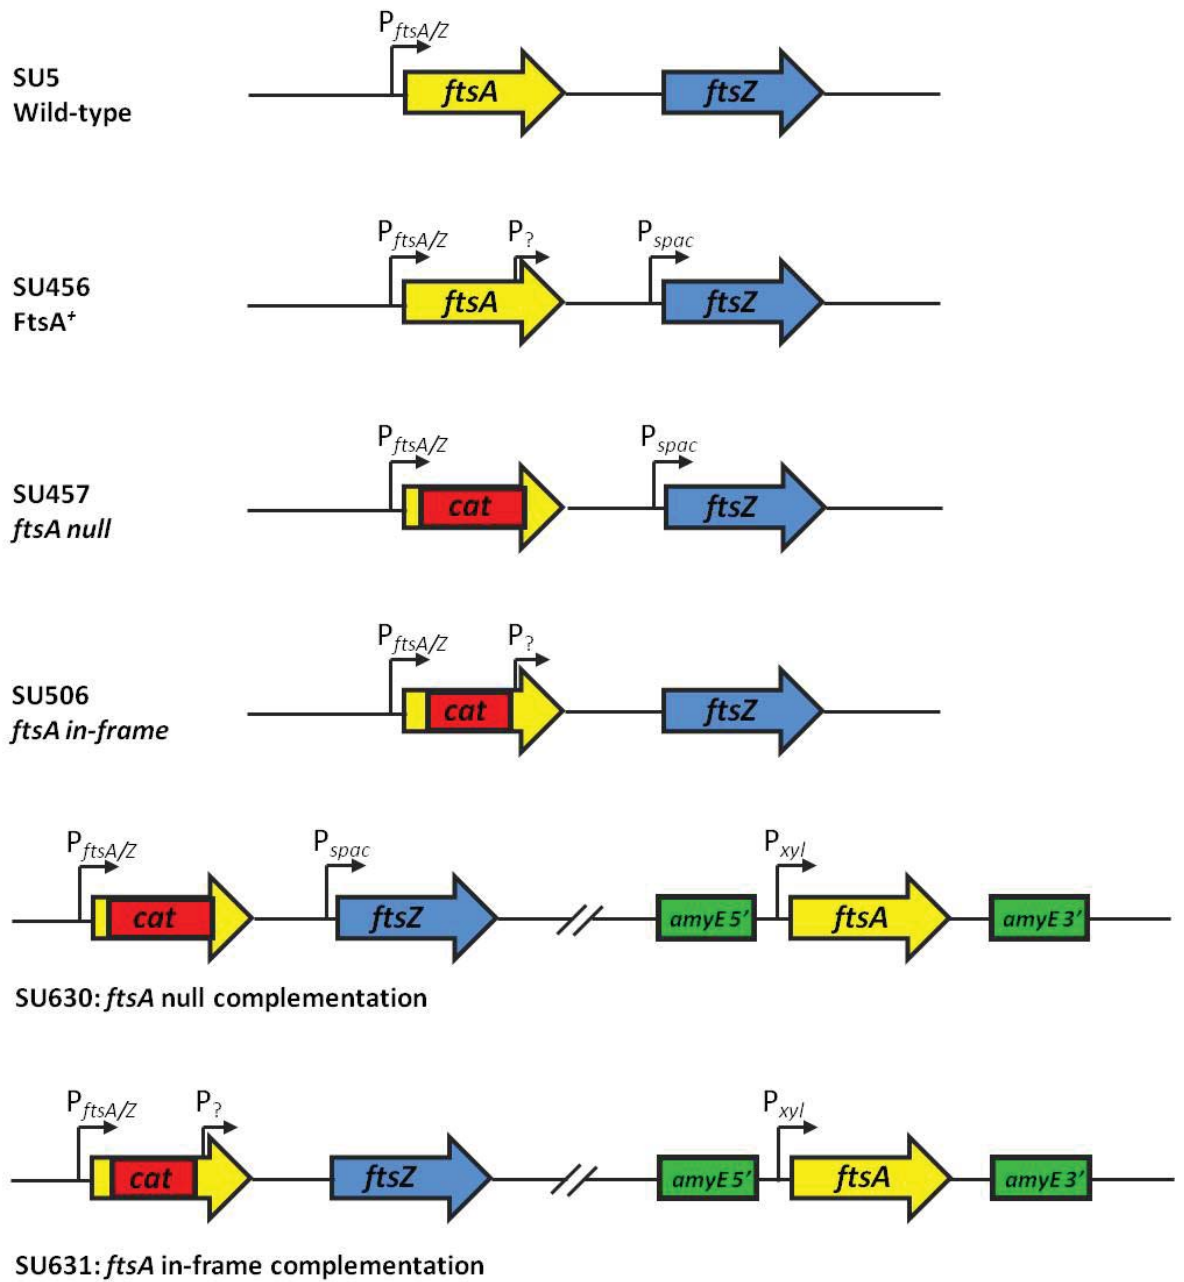 P ftsA/Z
SU5
Wild-type
ftsA ftsZ
P ftsA/Z P ? P spac
SU456
FtsA+
ftsA ftsZ
P ftsA/Z P spac
SU457
ftsA null
cat ftsZ
P ftsA/Z P ?
SU506
ftsA in-frame
cat ftsZ
P ftsA/Z P spac P xyl
cat ftsZ amyE 5′ ftsA amyE 3′
SU630: ftsA null complementation
P ftsA/Z P ? P xyl
cat ftsZ amyE 5′ ftsA amyE 3′
SU631: ftsA in-frame complementation